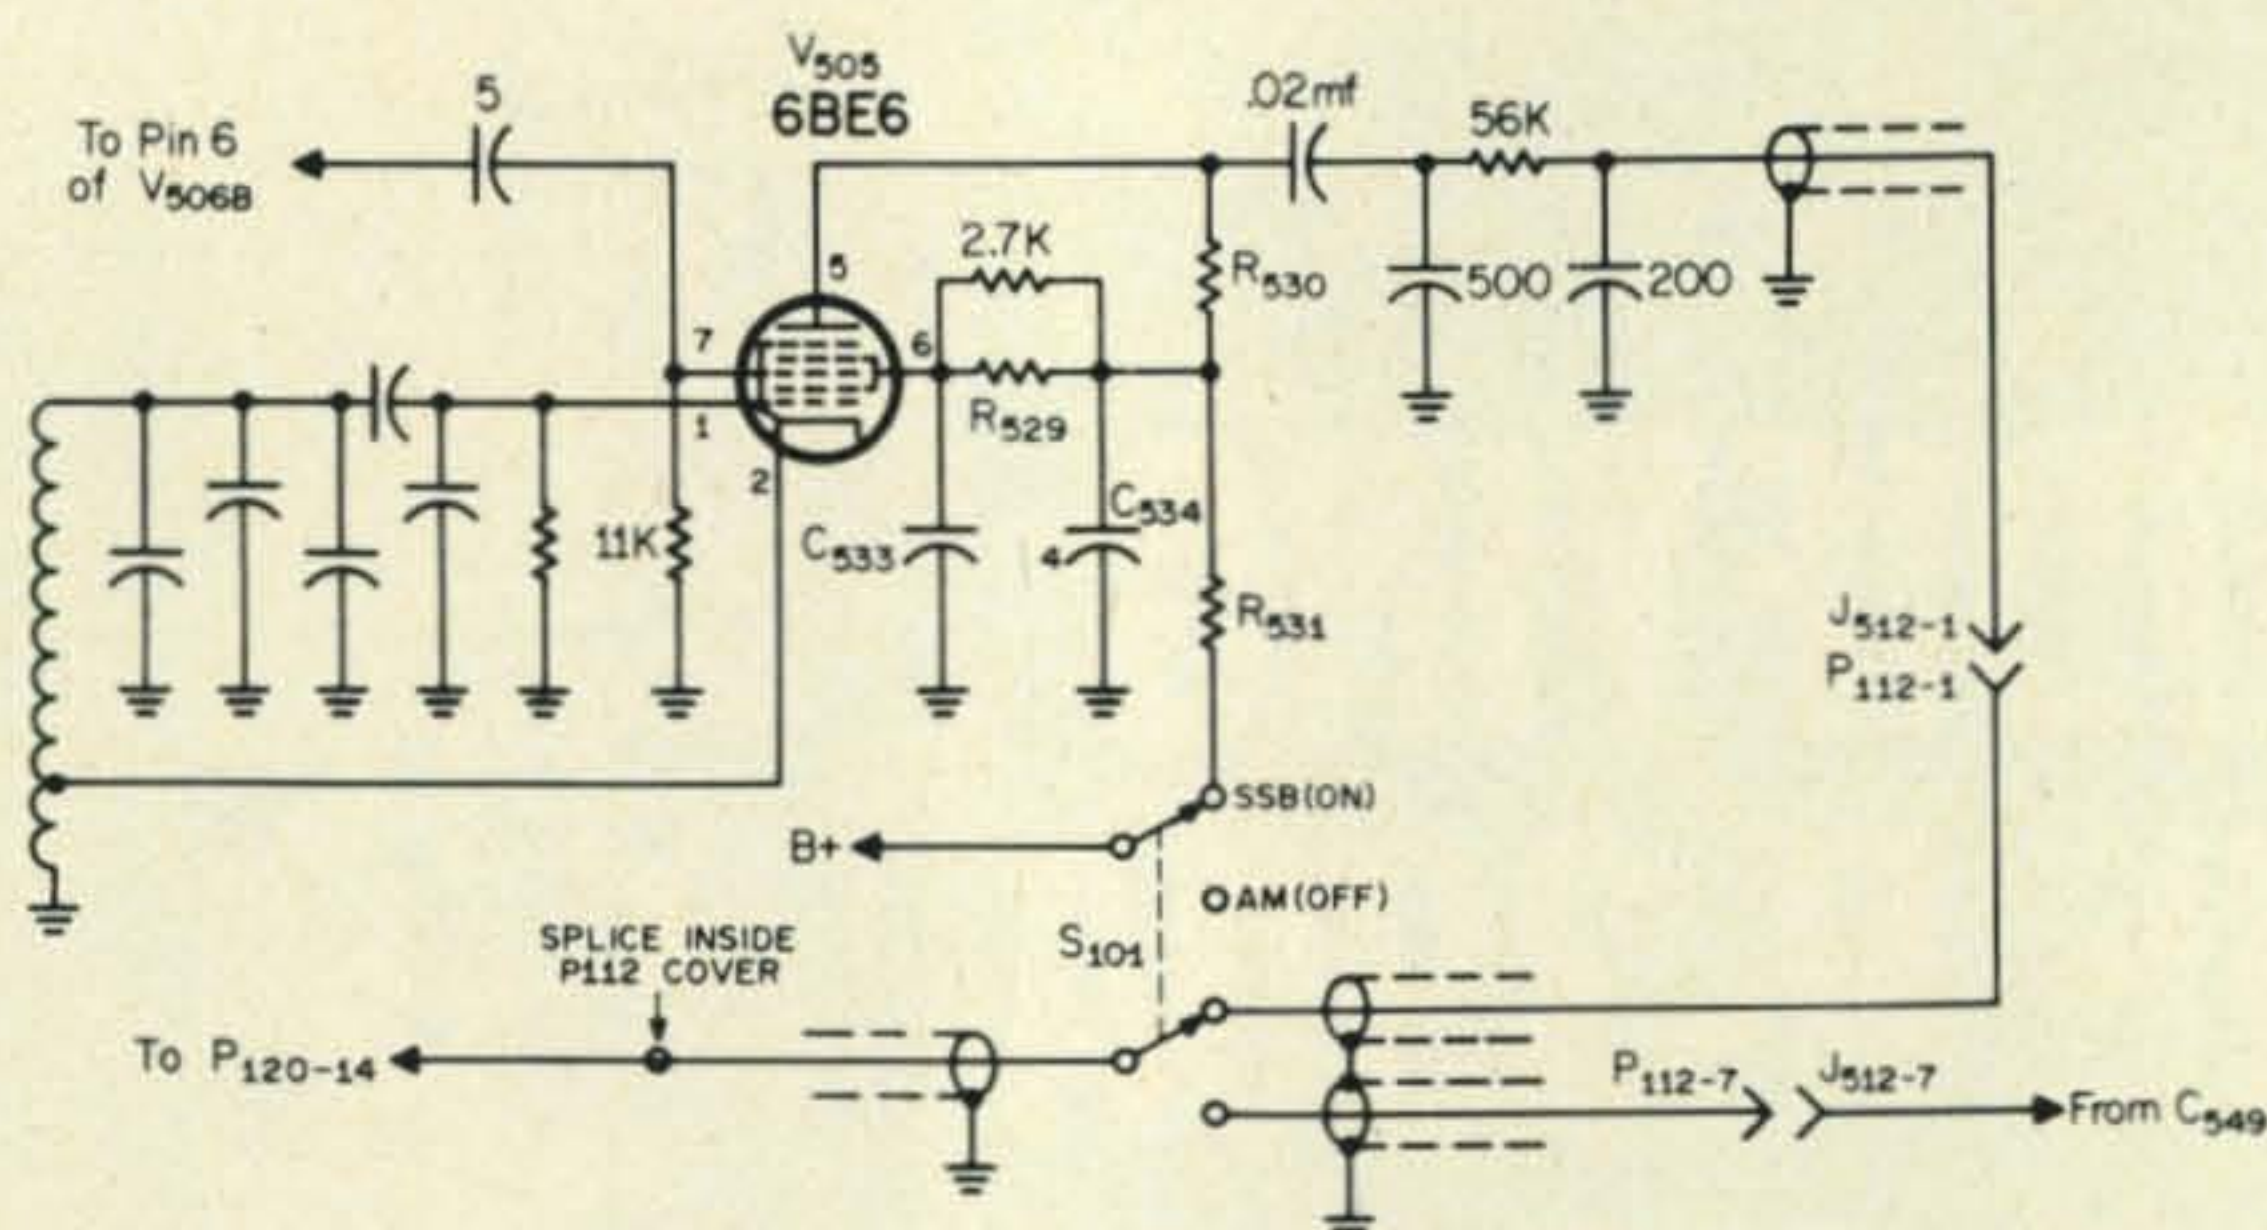 V505
6BE6
5
.02mf
56K
To Pin 6
of V506B
2.7K
5
R530
500
200
7
6
1
R529
2
11K
C533
C534
4
R531
J512-1
P112-1
SSB(ON)
B+
AM(OFF)
SPLICE INSIDE
P112 COVER
S101
To P120-14
P112-7
J512-7
From C549